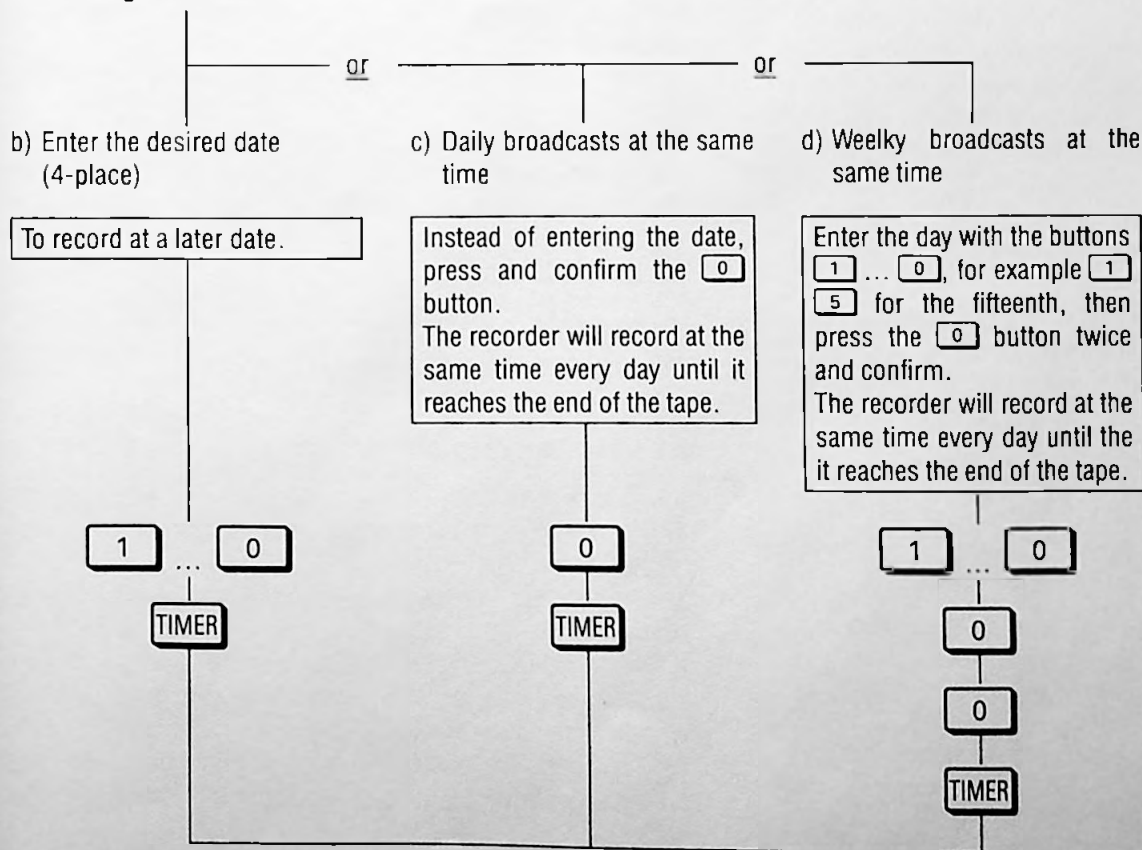 or
or
b) Enter the desired date
(4-place)
To record at a later date.
1 ... 0
TIMER
c) Daily broadcasts at the same
time
Instead of entering the date,
press and confirm the 0
button.
The recorder will record at the
same time every day until it
reaches the end of the tape.
0
TIMER
d) Weelky broadcasts at the
same time
Enter the day with the buttons
1 ... 0, for example 1
5 for the fifteenth, then
press the 0 button twice
and confirm.
The recorder will record at the
same time every day until the
it reaches the end of the tape.
1 ... 0
0
0
TIMER